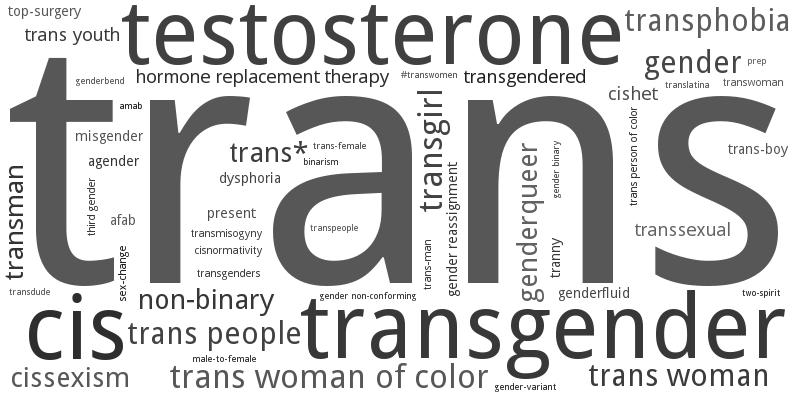 top-surgery
testosterone
transphobia
trans youth
gender
prep
genderbend
hormone replacement therapy
#transwomen
transgendered
translatina
transwoman
cishet
trans
amab
misgender
trans*
trans-female
transgirl
genderqueer
gender binary
trans person of color
trans-boy
agender
binarism
transman
third gender
dysphoria
gender reassignment
afab
present
transpeople
transmisogyny
transsexual
cisnormativity
trans-man
tranny
sex-change
transgenders
transdude
non-binary
gender non-conforming
genderfluid
two-spirit
cis
trans people
transgender
male-to-female
cissexism
trans woman of color
gender-variant
trans woman